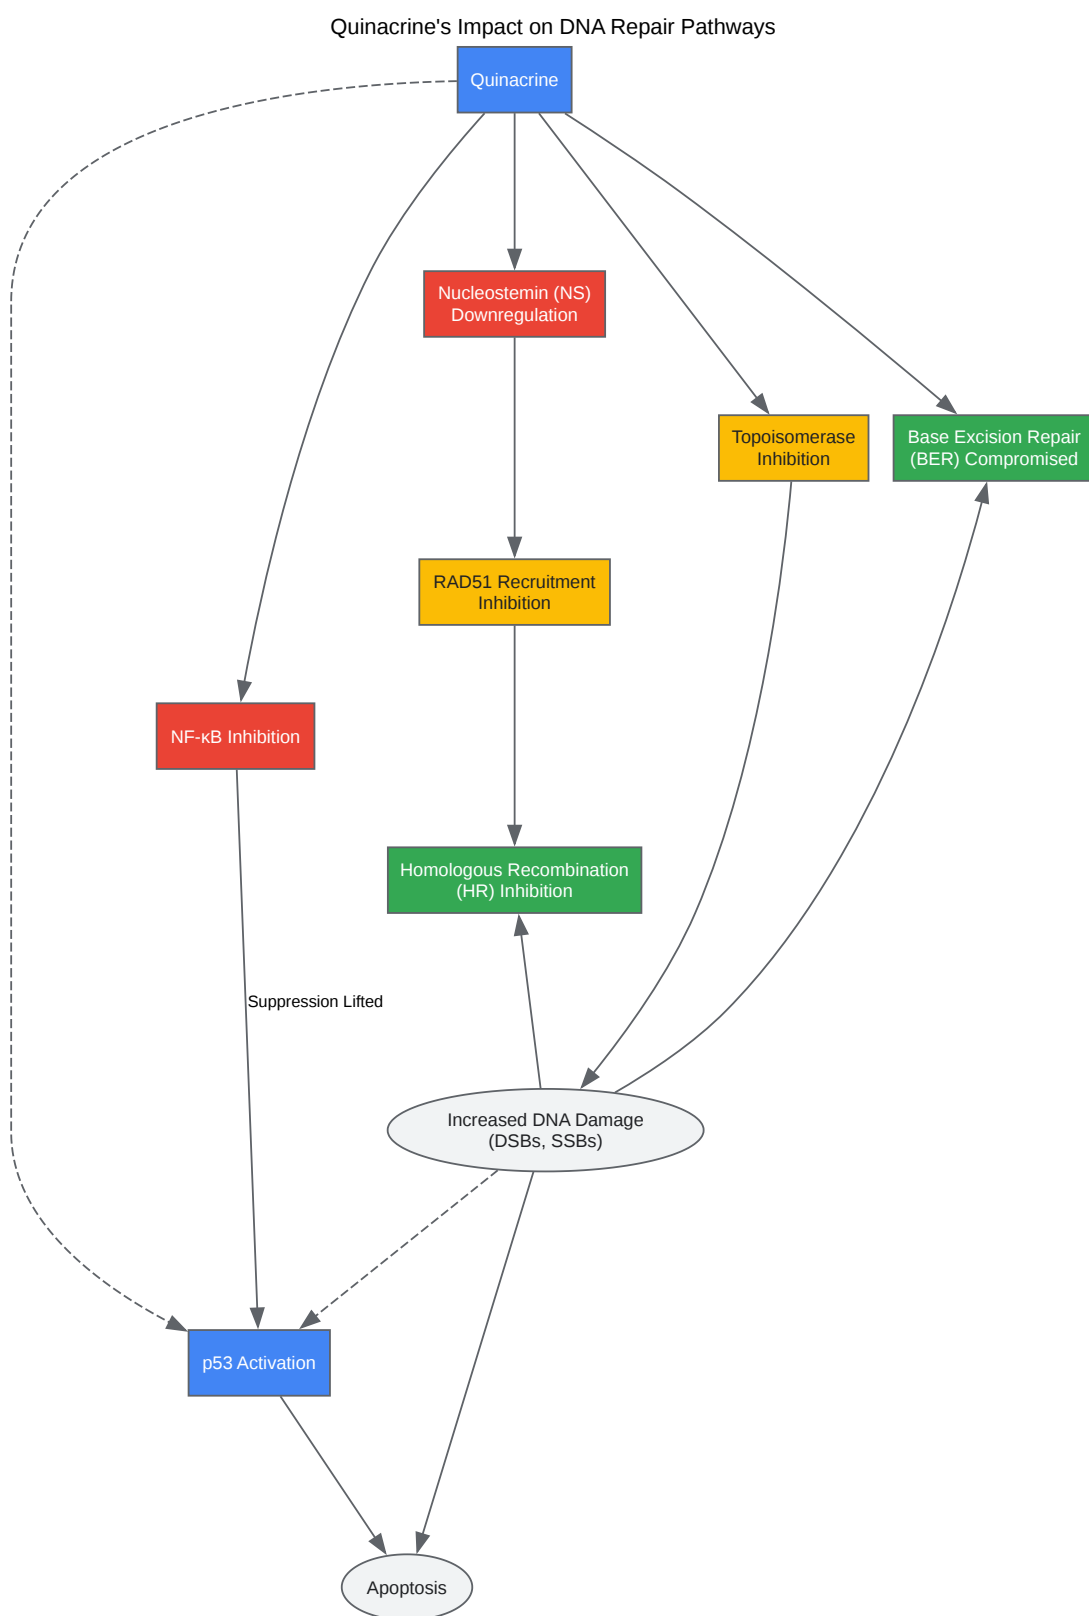 Quinacrine's Impact on DNA Repair Pathways
Quinacrine
Nucleostemin (NS)
Downregulation
Topoisomerase
Inhibition
Base Excision Repair
(BER) Compromised
RAD51 Recruitment
Inhibition
NF-κB Inhibition
Homologous Recombination
(HR) Inhibition
Suppression Lifted
Increased DNA Damage
(DSBs, SSBs)
p53 Activation
Apoptosis